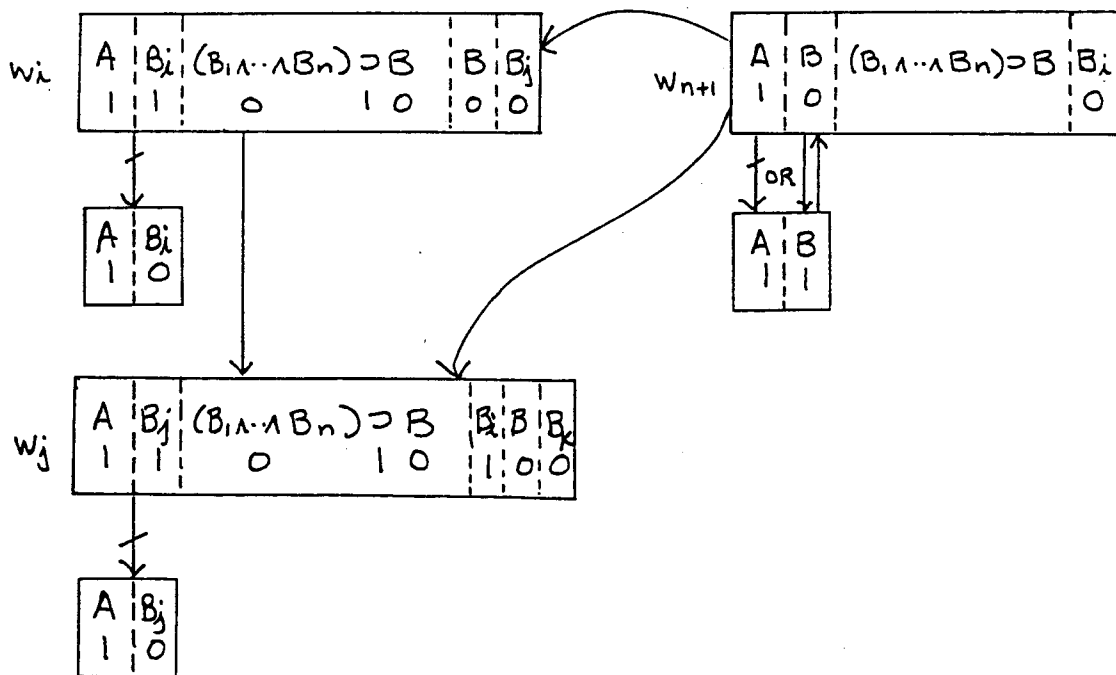 wi A Bi (B₁∧··∧Bn) ⊃ B B Bj
1 1 0 1 0 0 0
A Bi
1 0
wn+1 A B (B₁∧··∧Bn) ⊃ B Bi
1 0 0
OR
A B
1 1
wj A Bj (B₁∧··∧Bn) ⊃ B Bi B Bk
1 1 0 1 0 1 0 0
A Bj
1 0